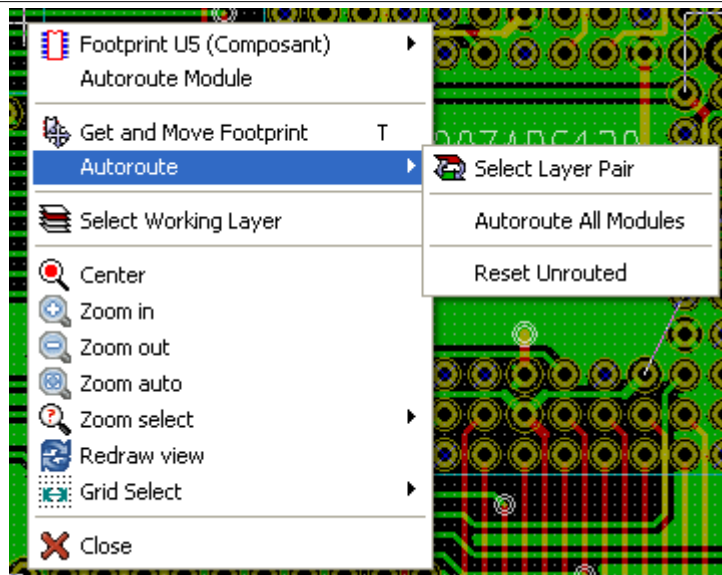 Footprint U5 (Composant)
Autoroute Module
Get and Move Footprint T
Autoroute
Select Layer Pair
Autoroute All Modules
Reset Unrouted
Select Working Layer
Center
Zoom in
Zoom out
Zoom auto
Zoom select
Redraw view
Grid Select
Close